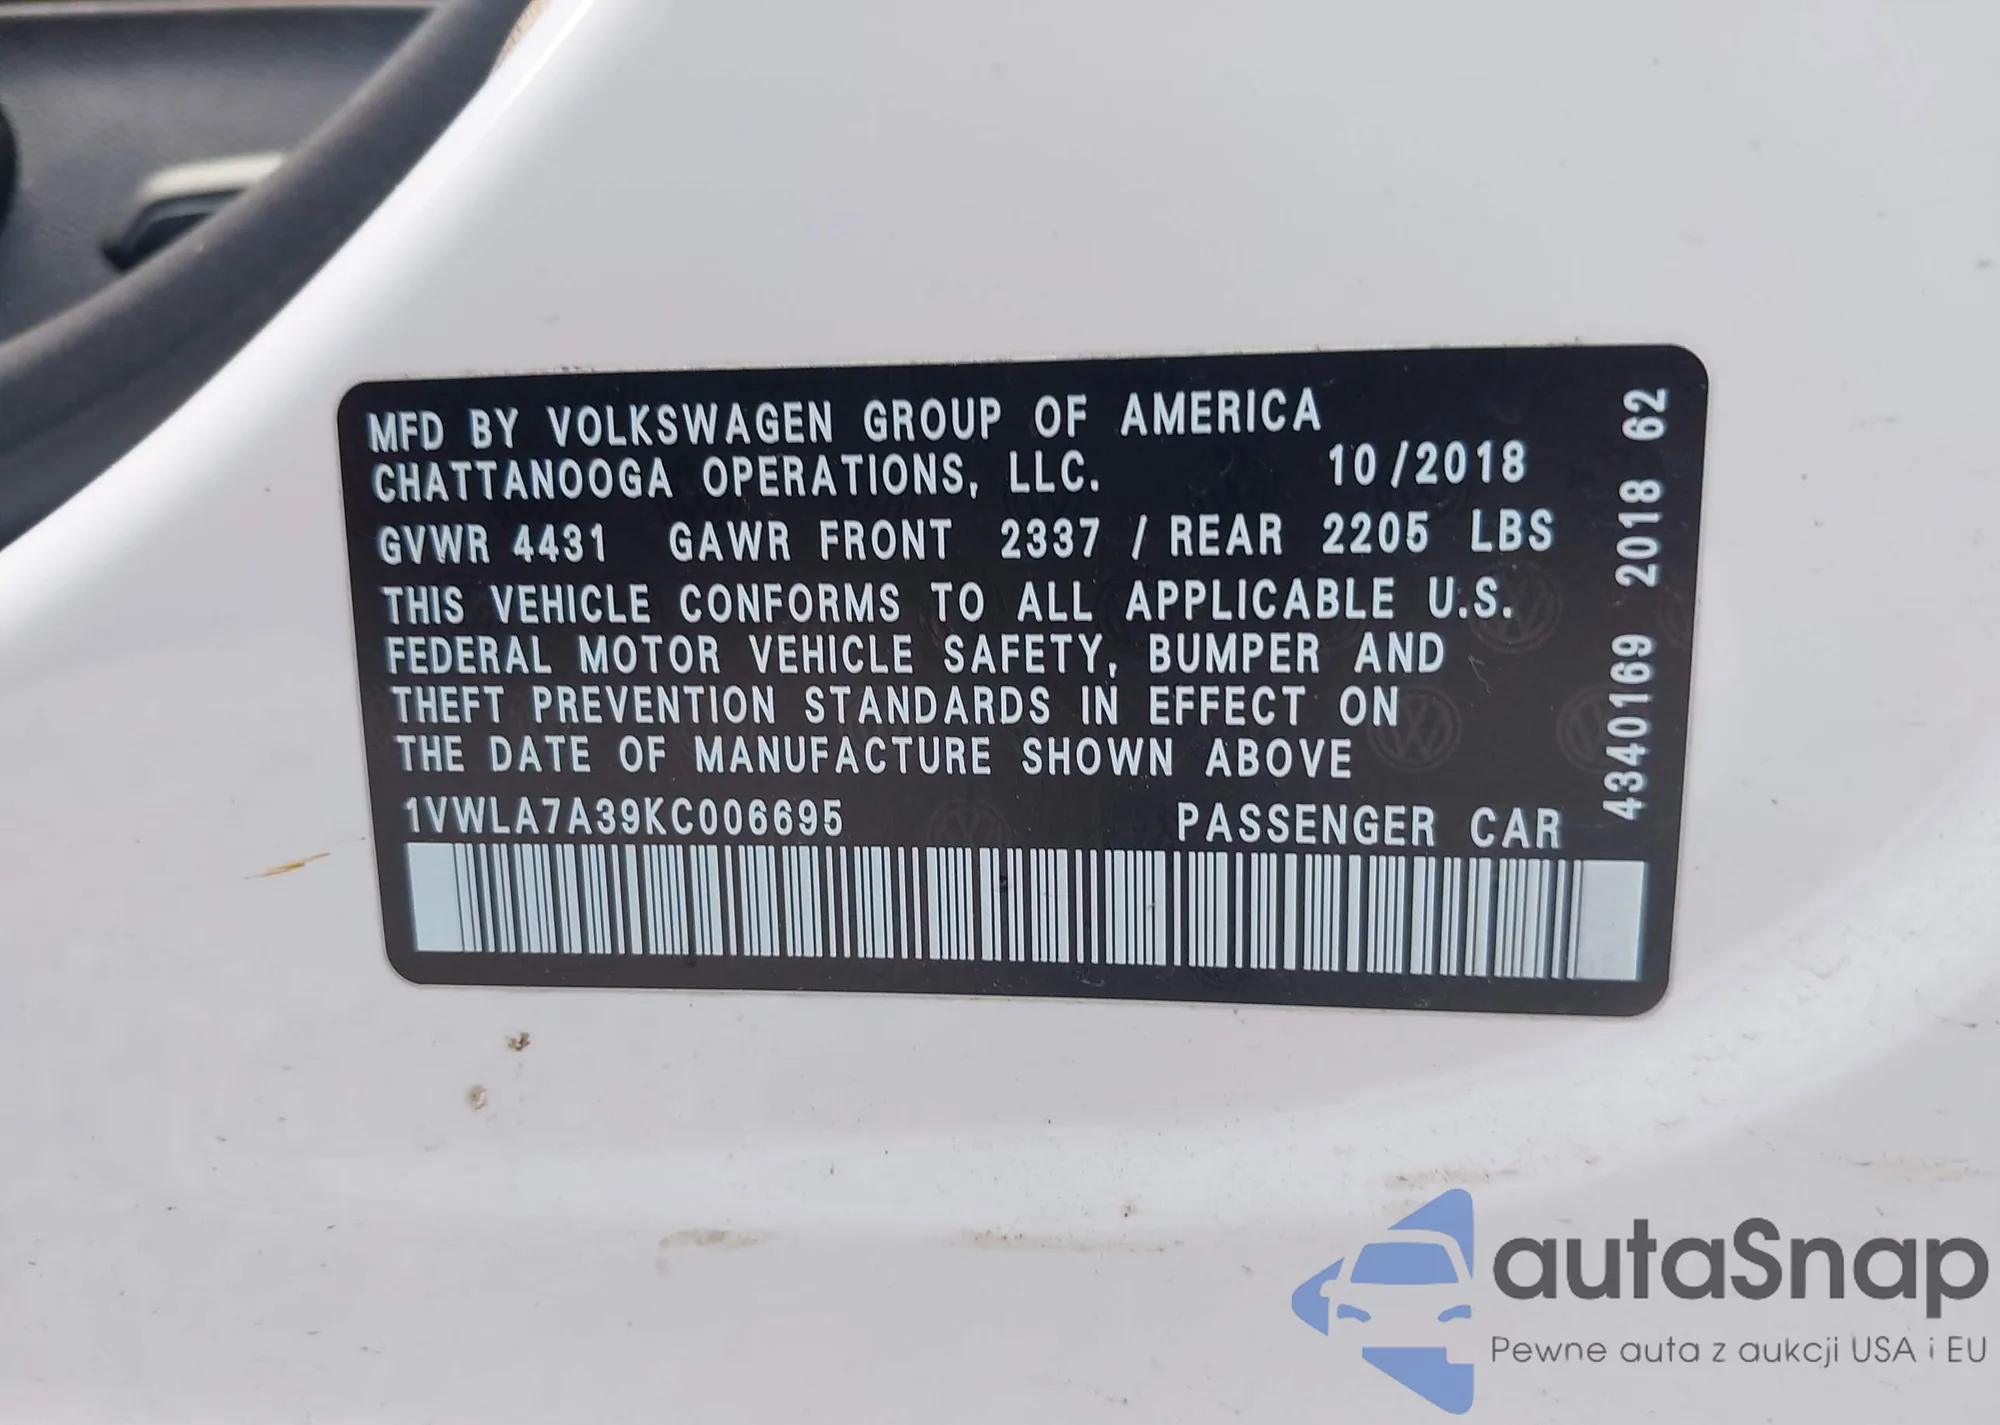 MFD BY VOLKSWAGEN GROUP OF AMERICA
CHATTANOOGA OPERATIONS, LLC. 10/2018
GVWR 4431 GAWR FRONT 2337 / REAR 2205 LBS
THIS VEHICLE CONFORMS TO ALL APPLICABLE U.S.
FEDERAL MOTOR VEHICLE SAFETY, BUMPER AND
THEFT PREVENTION STANDARDS IN EFFECT ON
THE DATE OF MANUFACTURE SHOWN ABOVE
1VWLA7A39KC006695 PASSENGER CAR
4340169 2018 62
autaSnap
Pewne auta z aukcji USA i EU